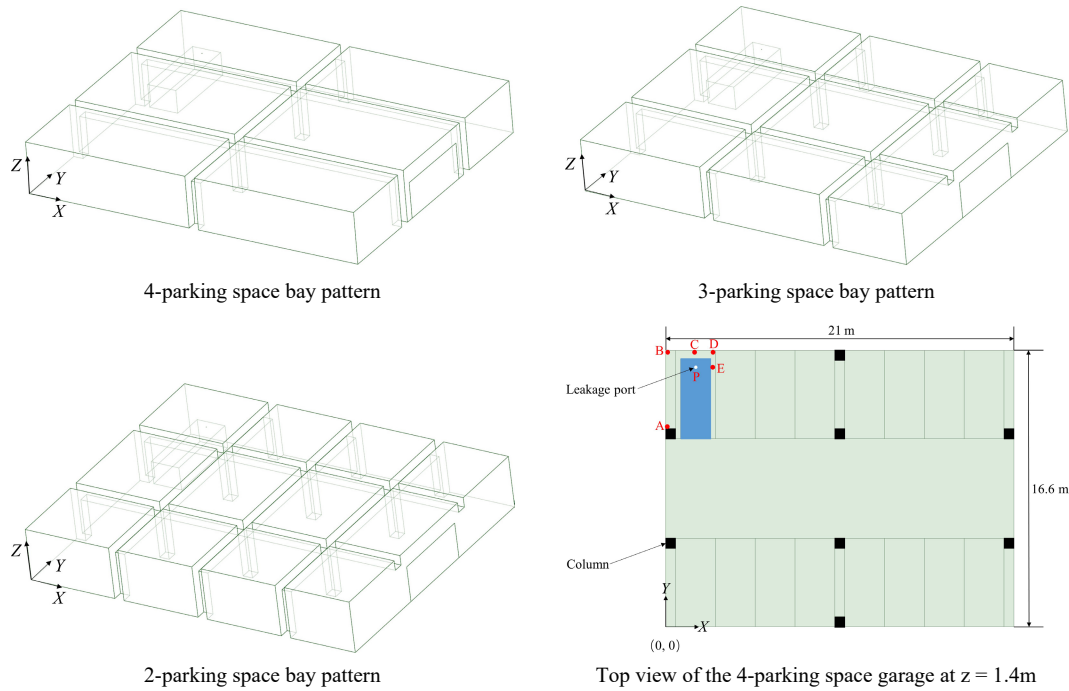 Z
Y
X
4-parking space bay pattern
Z
Y
X
3-parking space bay pattern
Z
Y
X
2-parking space bay pattern
21 m
B
C
D
P
E
Leakage port
A
16.6 m
Column
Y
X
(0, 0)
Top view of the 4-parking space garage at z = 1.4m